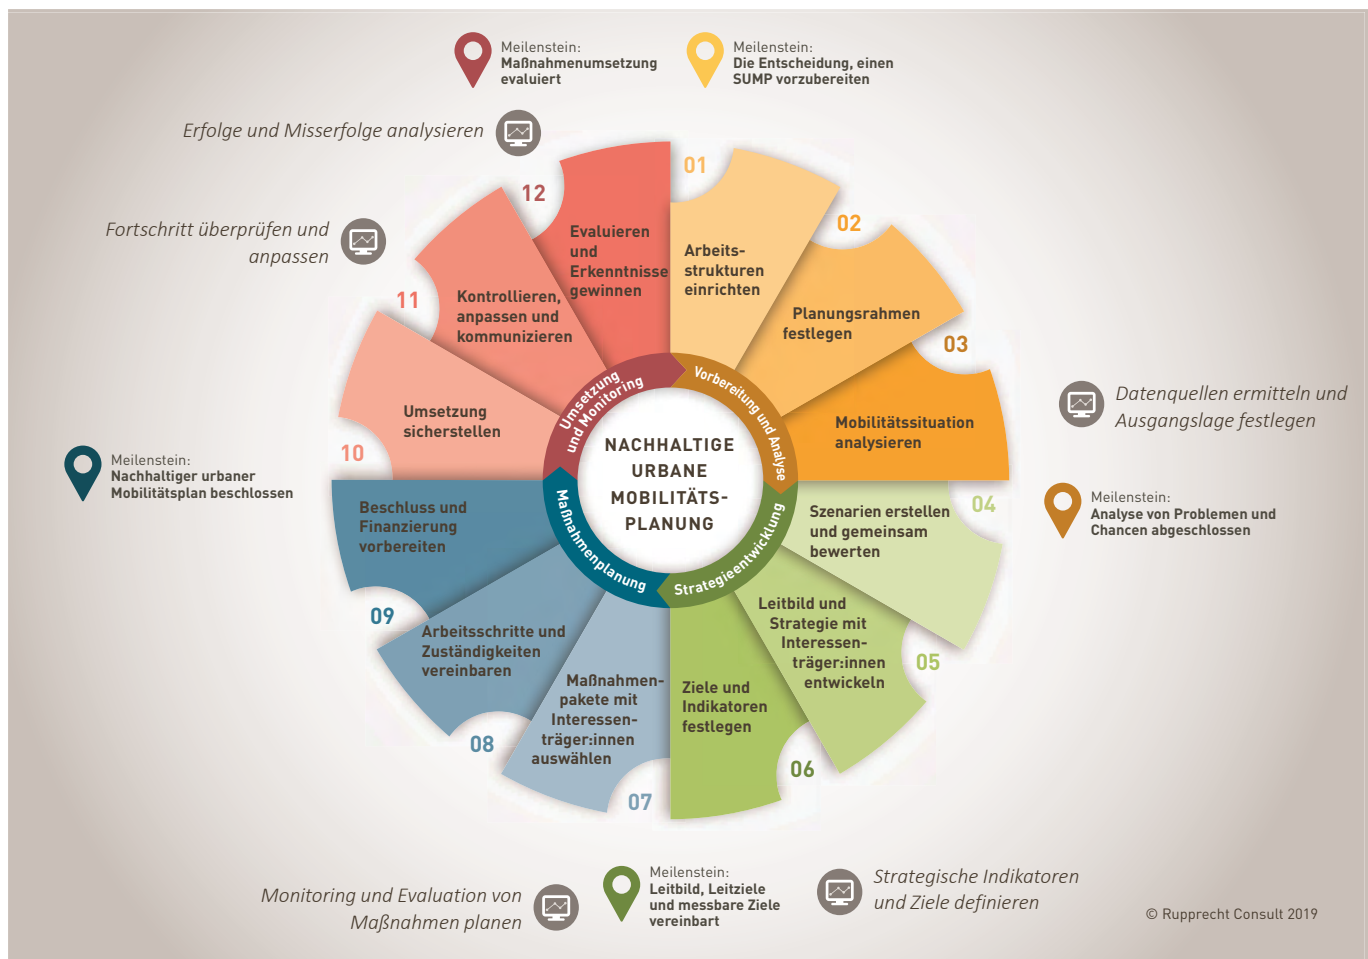 Meilenstein:
Maßnahmenumsetzung
evaluiert
Meilenstein:
Die Entscheidung, einen
SUMP vorzubereiten
Erfolge und Misserfolge analysieren
Fortschritt überprüfen und
anpassen
01
Arbeits-
strukturen
einrichten
02
Planungsrahmen
festlegen
03
Mobilitätssituation
analysieren
Datenquellen ermitteln und
Ausgangslage festlegen
Meilenstein:
Analyse von Problemen und
Chancen abgeschlossen
04
Szenarien erstellen
und gemeinsam
bewerten
05
Leitbild und
Strategie mit
Interessen-
träger:innen
entwickeln
06
Ziele und
Indikatoren
festlegen
07
Maßnahmen-
pakete mit
Interessen-
träger:innen
auswählen
08
Arbeitsschritte und
Zuständigkeiten
vereinbaren
09
Beschluss und
Finanzierung
vorbereiten
Meilenstein:
Nachhaltiger urbaner
Mobilitätsplan beschlossen
10
Umsetzung
sicherstellen
11
Kontrollieren,
anpassen und
kommunizieren
12
Evaluieren
und
Erkenntnisse
gewinnen
Vorbereitung und Analyse
Strategieentwicklung
Maßnahmenplanung
Umsetzung
und Monitoring
NACHHALTIGE
URBANE
MOBILITÄTS-
PLANUNG
Monitoring und Evaluation von
Maßnahmen planen
Meilenstein:
Leitbild, Leitziele
und messbare Ziele
vereinbart
Strategische Indikatoren
und Ziele definieren
© Rupprecht Consult 2019